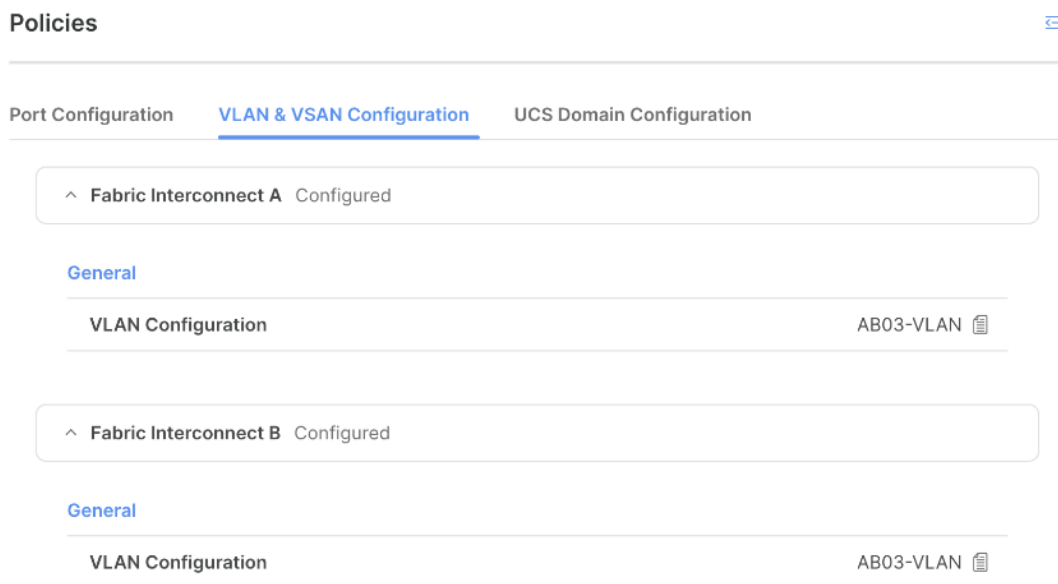 Policies
Port Configuration VLAN & VSAN Configuration UCS Domain Configuration
Fabric Interconnect A Configured
General
VLAN Configuration AB03-VLAN
Fabric Interconnect B Configured
General
VLAN Configuration AB03-VLAN